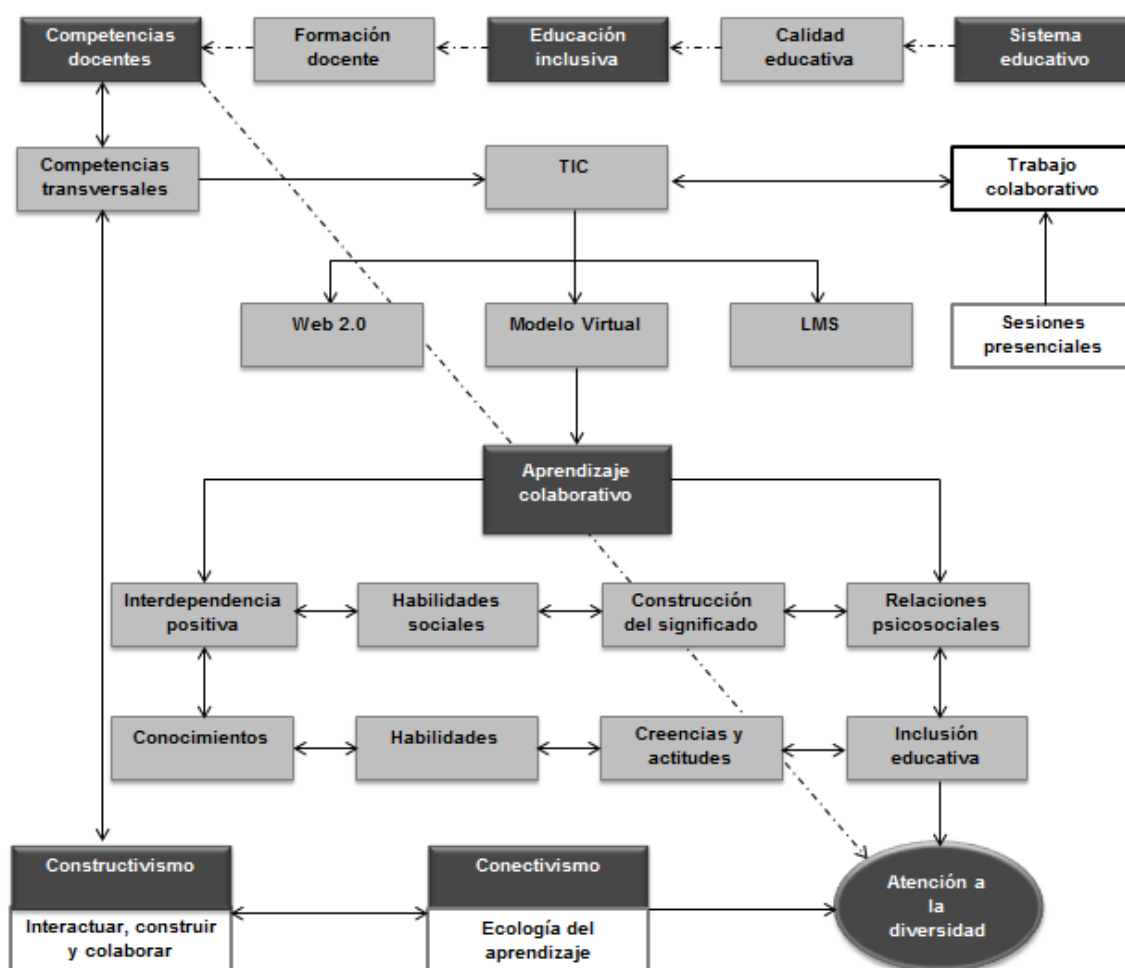 Competencias
docentes
Formación
docente
Educación
inclusiva
Calidad
educativa
Sistema
educativo
Competencias
transversales
TIC
Trabajo
colaborativo
Web 2.0
Modelo Virtual
LMS
Sesiones
presenciales
Aprendizaje
colaborativo
Interdependencia
positiva
Habilidades
sociales
Construcción
del significado
Relaciones
psicosociales
Conocimientos
Habilidades
Creencias y
actitudes
Inclusión
educativa
Constructivismo
Interactuar, construir
y colaborar
Conectivismo
Ecología del
aprendizaje
Atención a
la
diversidad